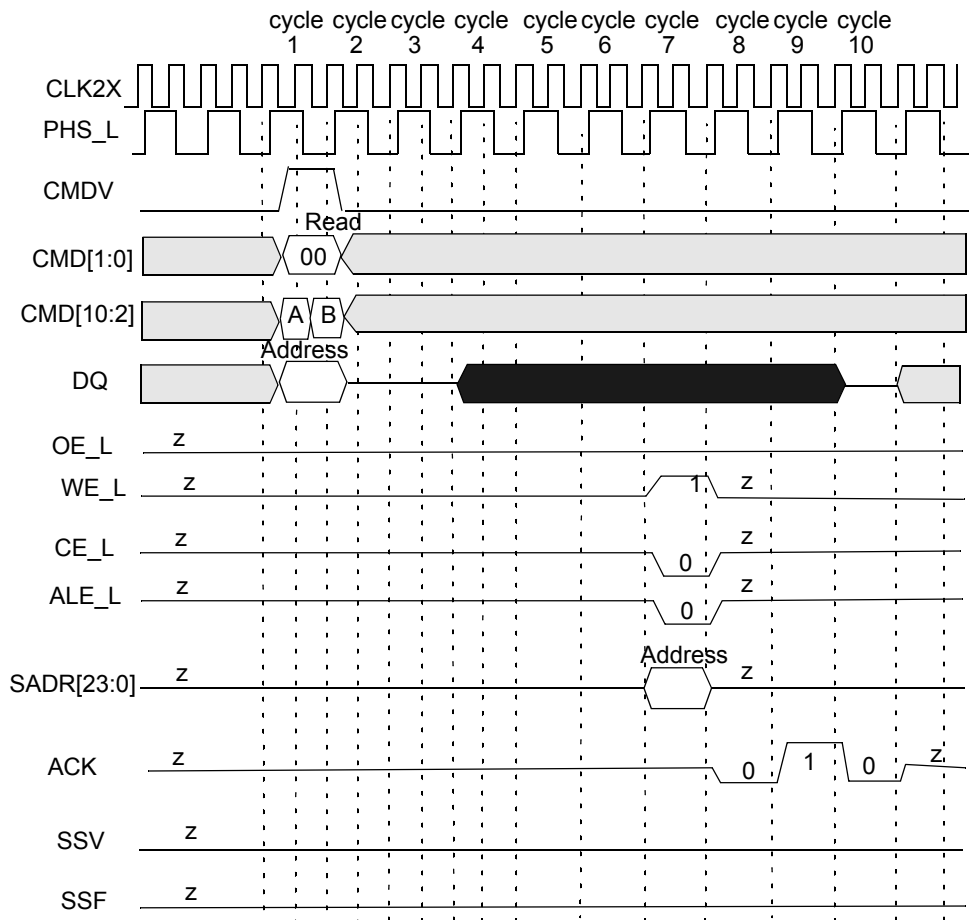 cycle cycle cycle cycle cycle cycle cycle cycle cycle cycle
1 2 3 4 5 6 7 8 9 10
CLK2X
PHS_L
CMDV
Read
CMD[1:0] 00
CMD[10:2] A B
Address
DQ
OE_L z
WE_L z 1 z
CE_L z 0 z
ALE_L z 0 z
Address
SADR[23:0] z z
ACK z 0 1 0 z
SSV z
SSF z